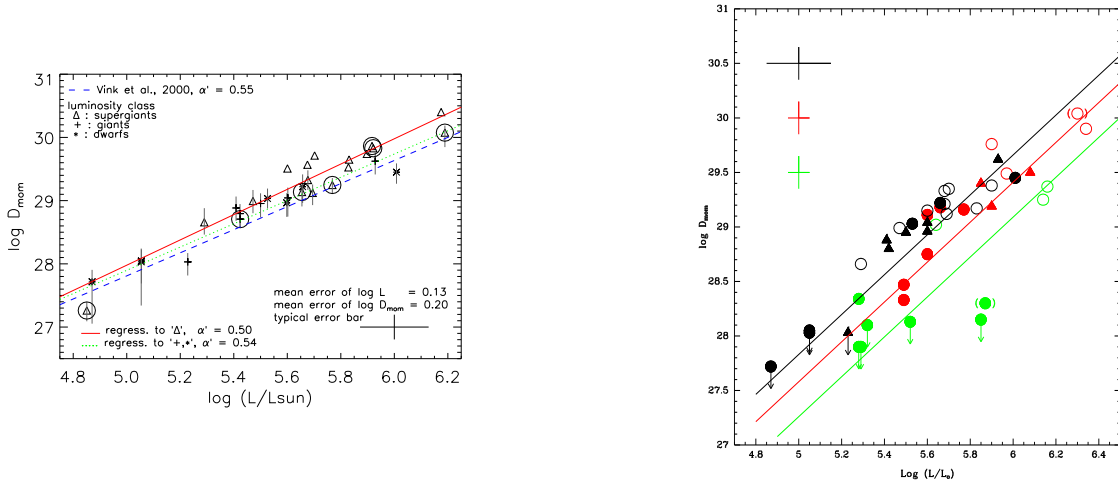 31
30
29
28
27
log D_mom
-- Vink et al., 2000, α' = 0.55
luminosity class
△ : supergiants
+ : giants
* : dwarfs
mean error of log L = 0.13
mean error of log D_mom = 0.20
typical error bar
regress. to 'Δ', α' = 0.50
regress. to '+,*', α' = 0.54
4.8 5.0 5.2 5.4 5.6 5.8 6.0 6.2
log (L/Lsun)
31
30.5
30
29.5
29
28.5
28
27.5
27
Log D_mom
4.8 5 5.2 5.4 5.6 5.8 6 6.2 6.4
Log (L/L_⊙)